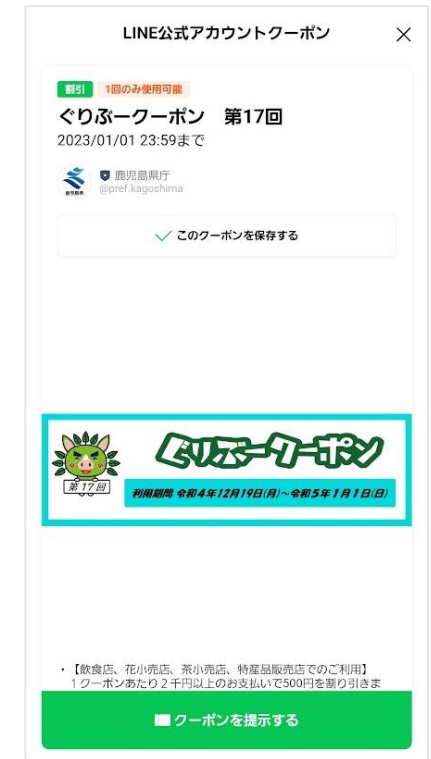 LINE公式アカウントクーポン
割引 1回のみ使用可能
ぐりぶークーポン 第17回
2023/01/01 23:59まで
鹿児島県庁
@pref.kagoshima
鹿児島県
このクーポンを保存する
ぐりぶークーポン
第17回
利用期間 令和4年12月19日(月)~令和5年1月1日(日)
・【飲食店、花小売店、茶小売店、特産品販売店でのご利用】
1クーポンあたり2千円以上のお支払いで500円を割り引きま
クーポンを提示する